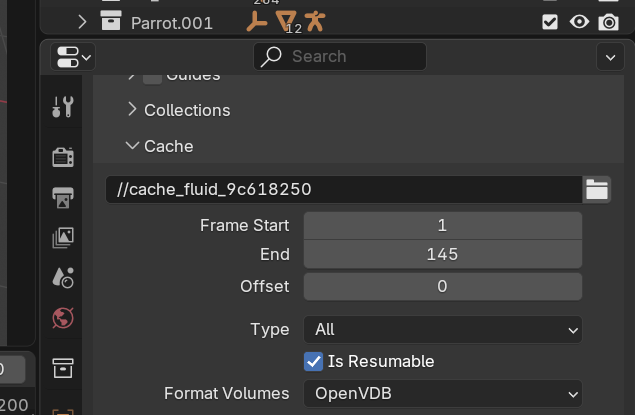 204
Parrot.001
12
Search
Guides
Collections
Cache
//cache_fluid_9c618250
Frame Start 1
End 145
Offset 0
Type All
Is Resumable
Format Volumes OpenVDB
0
200